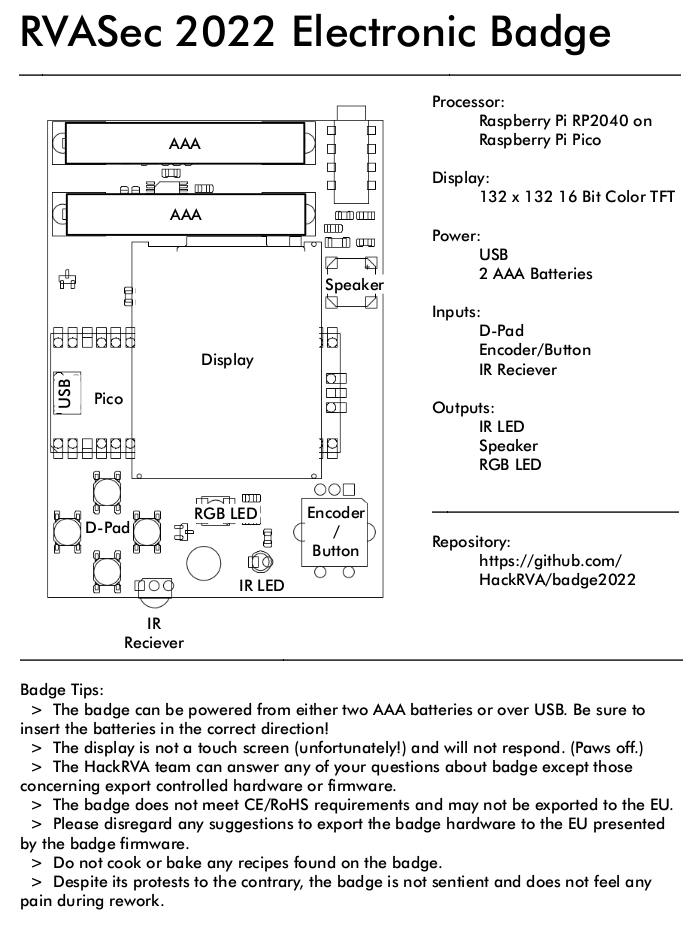 RVASec 2022 Electronic Badge
AAA
AAA
Speaker
Display
USB
Pico
D-Pad
RGB LED
Encoder
/
Button
IR LED
IR
Reciever
Processor:
Raspberry Pi RP2040 on
Raspberry Pi Pico
Display:
132 x 132 16 Bit Color TFT
Power:
USB
2 AAA Batteries
Inputs:
D-Pad
Encoder/Button
IR Reciever
Outputs:
IR LED
Speaker
RGB LED
Repository:
https://github.com/
HackRVA/badge2022
Badge Tips:
> The badge can be powered from either two AAA batteries or over USB. Be sure to
insert the batteries in the correct direction!
> The display is not a touch screen (unfortunately!) and will not respond. (Paws off.)
> The HackRVA team can answer any of your questions about badge except those
concerning export controlled hardware or firmware.
> The badge does not meet CE/RoHS requirements and may not be exported to the EU.
> Please disregard any suggestions to export the badge hardware to the EU presented
by the badge firmware.
> Do not cook or bake any recipes found on the badge.
> Despite its protests to the contrary, the badge is not sentient and does not feel any
pain during rework.